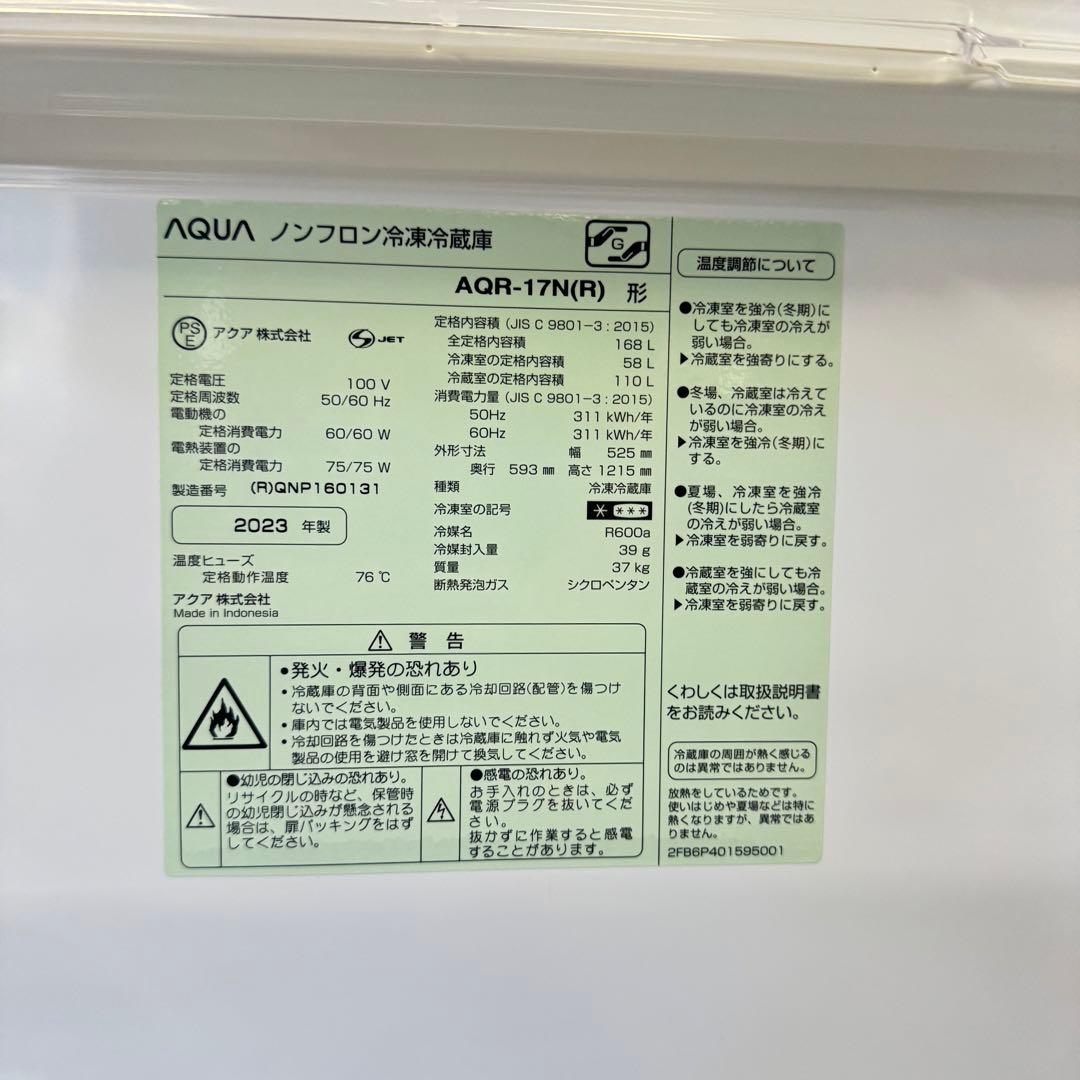 AQUA ノンフロン冷凍冷蔵庫
G
AQR-17N(R) 形
PS
E
アクア 株式会社
S JET
定格電圧 100 V
定格周波数 50/60 Hz
電動機の
定格消費電力 60/60 W
電熱装置の
定格消費電力 75/75 W
製造番号 (R)QNP160131
2023 年製
温度ヒューズ
定格動作温度 76 ℃
アクア 株式会社
Made in Indonesia
定格内容積 (JIS C 9801-3 : 2015)
全定格内容積 168 L
冷凍室の定格内容積 58 L
冷蔵室の定格内容積 110 L
消費電力量 (JIS C 9801-3 : 2015)
50Hz 311 kWh/年
60Hz 311 kWh/年
外形寸法 幅 525 ㎜
奥行 593 ㎜ 高さ 1215 ㎜
種類 冷凍冷蔵庫
冷凍室の記号 * ***
冷媒名 R600a
冷媒封入量 39 g
質量 37 kg
断熱発泡ガス シクロペンタン
⚠ 警告
●発火・爆発の恐れあり
・冷蔵庫の背面や側面にある冷却回路(配管)を傷つけ
ないでください。
・庫内では電気製品を使用しないでください。
・冷却回路を傷つけたときは冷蔵庫に触れず火気や電気
製品の使用を避け窓を開けて換気してください。
●幼児の閉じ込みの恐れあり。
リサイクルの時など、保管時
の幼児閉じ込みが懸念される
場合は、扉パッキングをはず
してください。
●感電の恐れあり。
お手入れのときは、必ず
電源プラグを抜いてくだ
さい。
抜かずに作業すると感電
することがあります。
温度調節について
●冷凍室を強冷(冬期)に
しても冷凍室の冷えが
弱い場合。
▶冷蔵室を強寄りにする。
●冬場、冷蔵室は冷えて
いるのに冷凍室の冷え
が弱い場合。
▶冷凍室を強冷(冬期)に
する。
●夏場、冷凍室を強冷
(冬期)にしたら冷蔵室
の冷えが弱い場合。
▶冷凍室を弱寄りに戻す。
●冷蔵室を強にしても冷
蔵室の冷えが弱い場合。
▶冷凍室を弱寄りに戻す。
くわしくは取扱説明書
をお読みください。
冷蔵庫の周囲が熱く感じる
のは異常ではありません。
放熱をしているためです。
使いはじめや夏場などは特に
熱くなりますが、異常ではあ
りません。
2FB6P401595001